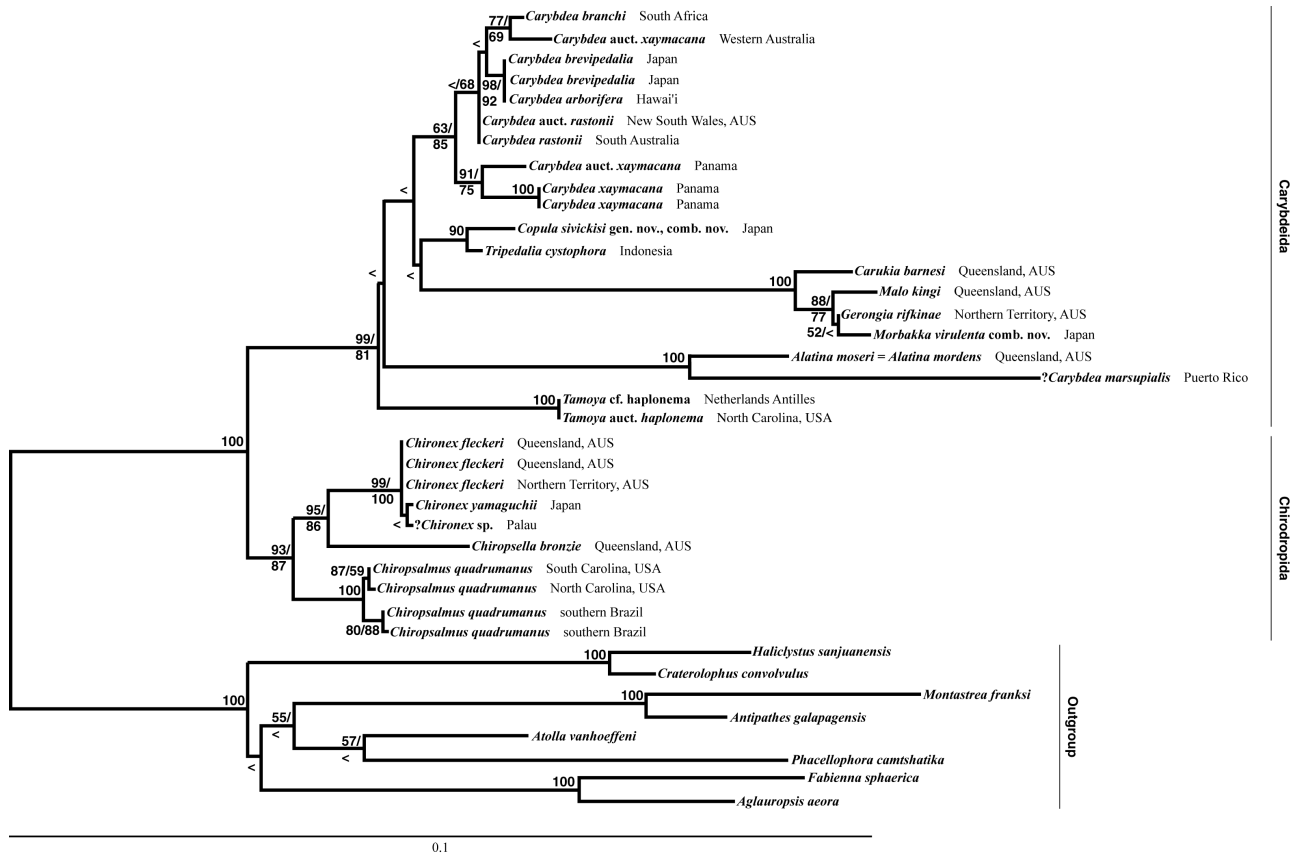 77/
69
Carybdea branchi South Africa
Carybdea auct. xaymacana Western Australia
<
Carybdea brevipedalia Japan
Carybdea brevipedalia Japan
</68
98/
92
Carybdea arborifera Hawai'i
Carybdea auct. rastonii New South Wales, AUS
63/
85
Carybdea rastonii South Australia
91/
75
Carybdea auct. xaymacana Panama
<
100
Carybdea xaymacana Panama
Carybdea xaymacana Panama
90
Copula sivickisi gen. nov., comb. nov. Japan
Tripedalia cystophora Indonesia
<
<
100
Carukia barnesi Queensland, AUS
88/
77
Malo kingi Queensland, AUS
Gerongia rifkinae Northern Territory, AUS
52/<
Morbakka virulenta comb. nov. Japan
99/
81
100
Alatina moseri = Alatina mordens Queensland, AUS
?Carybdea marsupialis Puerto Rico
100
Tamoya cf. haplonema Netherlands Antilles
Tamoya auct. haplonema North Carolina, USA
Carybdeida
100
Chironex fleckeri Queensland, AUS
Chironex fleckeri Queensland, AUS
99/
100
Chironex fleckeri Northern Territory, AUS
Chironex yamaguchii Japan
<
?Chironex sp. Palau
95/
86
Chiropsella bronzie Queensland, AUS
93/
87
87/59
Chiropsalmus quadrumanus South Carolina, USA
100
Chiropsalmus quadrumanus North Carolina, USA
Chiropsalmus quadrumanus southern Brazil
80/88
Chiropsalmus quadrumanus southern Brazil
Chirodropida
100
Haliclystus sanjuanensis
Craterolophus convolvulus
100
100
Montastrea franksi
55/
<
Antipathes galapagensis
57/
<
Atolla vanhoeffeni
Phacellophora camtshatika
<
100
Fabienna sphaerica
Aglauropsis aeora
Outgroup
0.1